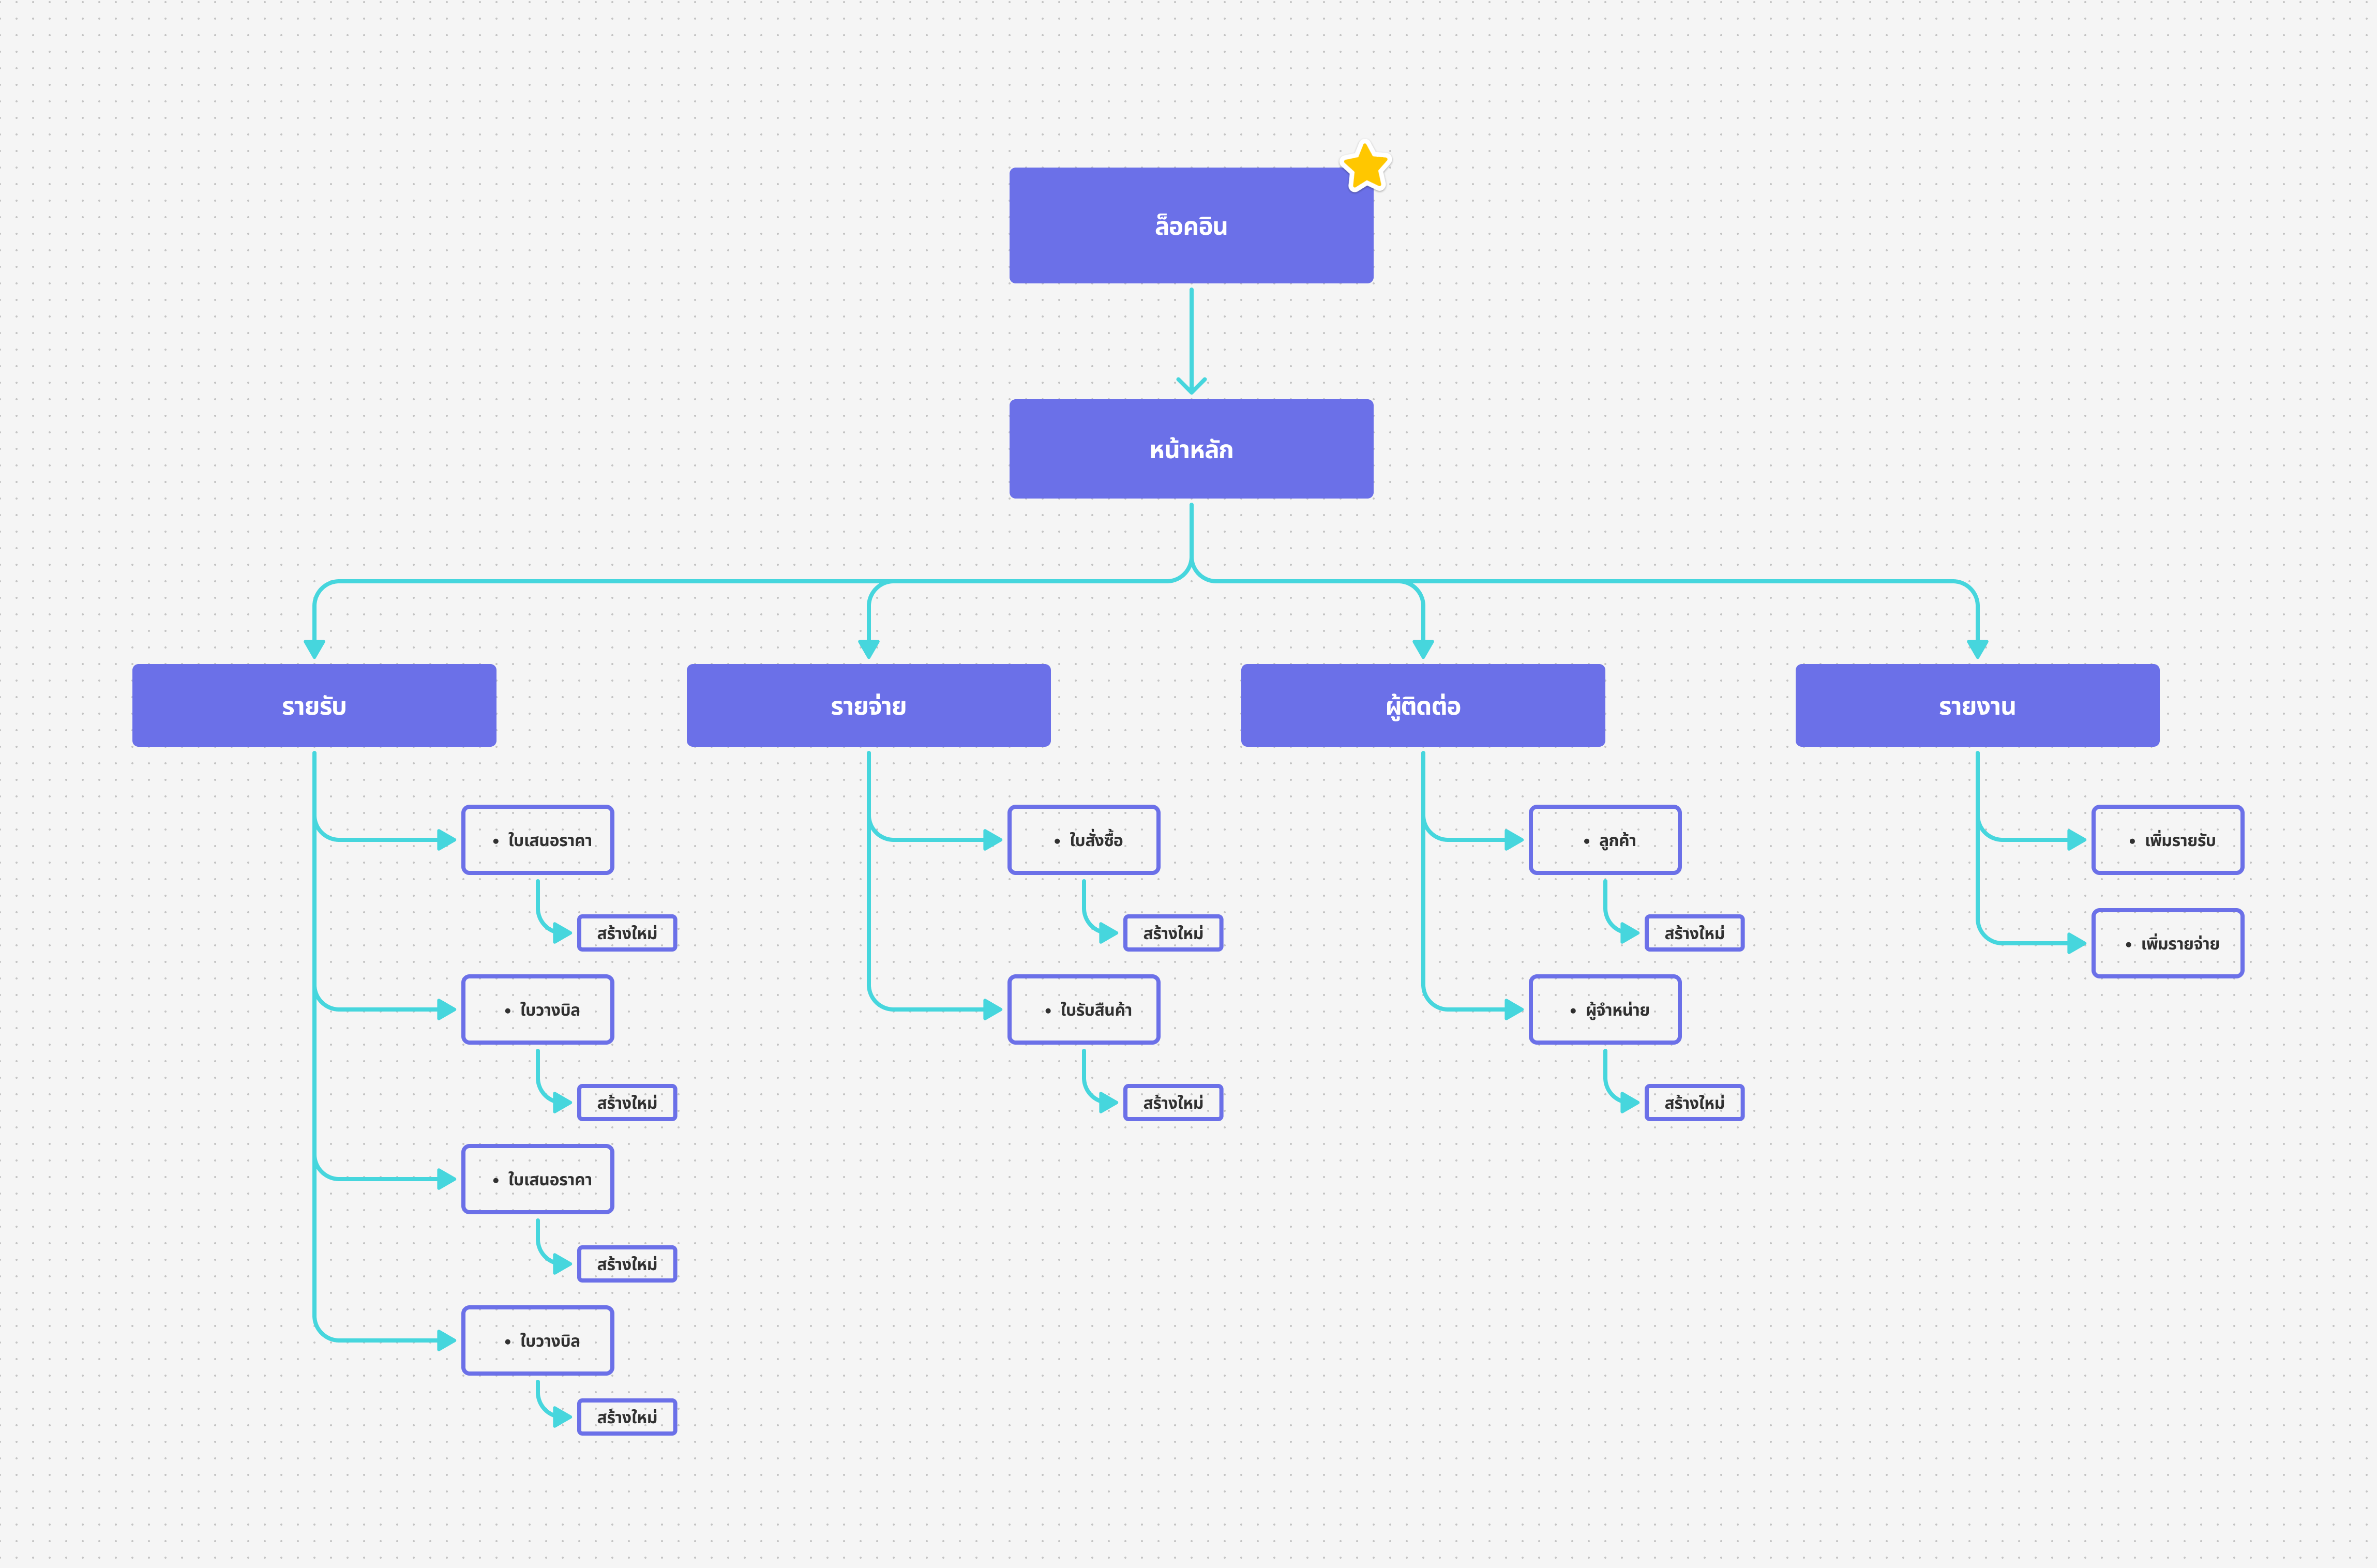 ล็อคอิน
หน้าหลัก
รายรับ
รายจ่าย
ผู้ติดต่อ
รายงาน
• ใบเสนอราคา
สร้างใหม่
• ใบวางบิล
สร้างใหม่
• ใบเสนอราคา
สร้างใหม่
• ใบวางบิล
สร้างใหม่
• ใบสั่งซื้อ
สร้างใหม่
• ใบรับสืนค้า
สร้างใหม่
• ลูกค้า
สร้างใหม่
• ผู้จำหน่าย
สร้างใหม่
• เพิ่มรายรับ
• เพิ่มรายจ่าย